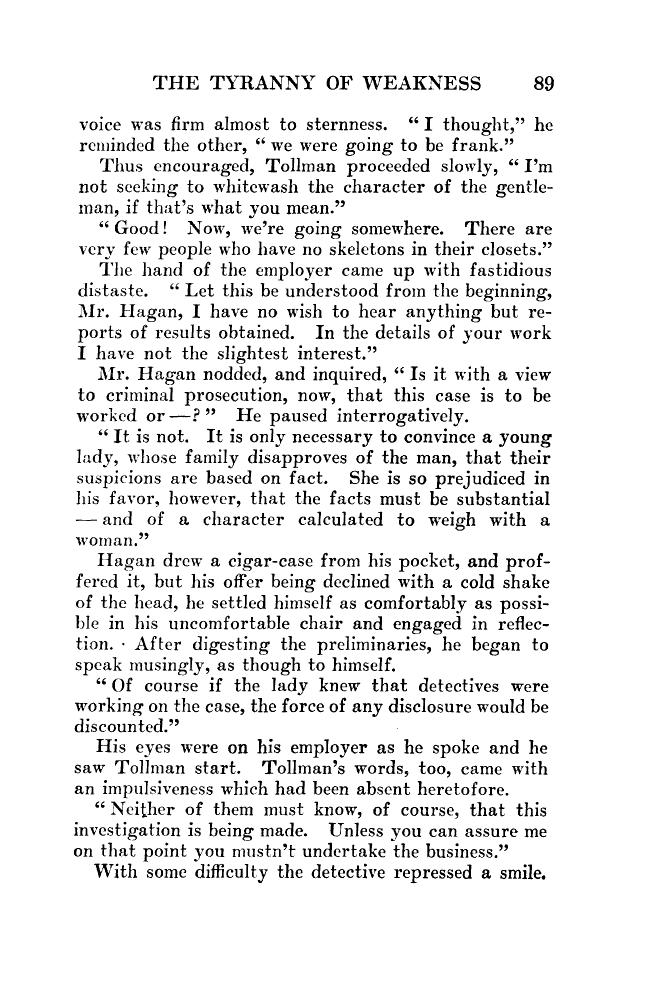 THE TYRANNY OF WEAKNESS 89
voice was firm almost to sternness. “I thought,” he
reminded the other, “we were going to be frank.”
Thus encouraged, Tollman proceeded slowly, “I'm
not seeking to whitewash the character of the gentle-
man, if that's what you mean.”
“Good! Now, we're going somewhere. There are
very few people who have no skeletons in their closets.”
The hand of the employer came up with fastidious
distaste. “Let this be understood from the beginning,
Mr. Hagan, I have no wish to hear anything but re-
ports of results obtained. In the details of your work
I have not the slightest interest.”
Mr. Hagan nodded, and inquired, “Is it with a view
to criminal prosecution, now, that this case is to be
worked or—?” He paused interrogatively.
“It is not. It is only necessary to convince a young
lady, whose family disapproves of the man, that their
suspicions are based on fact. She is so prejudiced in
his favor, however, that the facts must be substantial
— and of a character calculated to weigh with a
woman.”
Hagan drew a cigar-case from his pocket, and prof-
fered it, but his offer being declined with a cold shake
of the head, he settled himself as comfortably as possi-
ble in his uncomfortable chair and engaged in reflec-
tion. After digesting the preliminaries, he began to
speak musingly, as though to himself.
“Of course if the lady knew that detectives were
working on the case, the force of any disclosure would be
discounted.”
His eyes were on his employer as he spoke and he
saw Tollman start. Tollman's words, too, came with
an impulsiveness which had been absent heretofore.
“Neither of them must know, of course, that this
investigation is being made. Unless you can assure me
on that point you mustn't undertake the business.”
With some difficulty the detective repressed a smile.